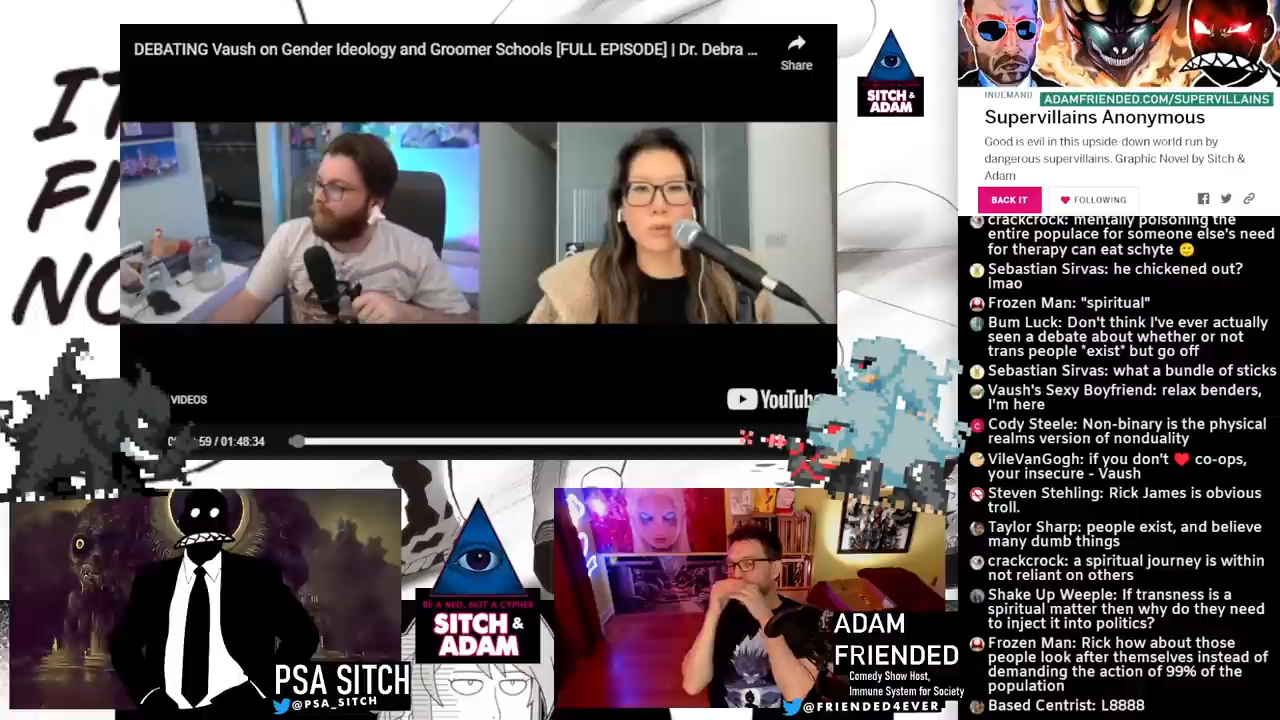 DEBATING Vaush on Gender Ideology and Groomer Schools [FULL EPISODE] | Dr. Debra ...
Share
SITCH &
ADAM
INDEMAND
ADAMFRIENDED.COM/SUPERVILLAINS
Supervillains Anonymous
Good is evil in this upside-down world run by
dangerous supervillains. Graphic Novel by Sitch &
Adam
BACK IT
FOLLOWING
VIDEOS
YouTub
59 / 01:48:34
crackcrock: mentally poisoning the
entire populace for someone else's need
for therapy can eat schyte 🙂
Sebastian Sirvas: he chickened out?
lmao
Frozen Man: "spiritual"
Bum Luck: Don't think I've ever actually
seen a debate about whether or not
trans people *exist* but go off
Sebastian Sirvas: what a bundle of sticks
Vaush's Sexy Boyfriend: relax benders,
I'm here
Cody Steele: Non-binary is the physical
realms version of nonduality
VileVanGogh: if you don't ❤️ co-ops,
your insecure - Vaush
Steven Stehling: Rick James is obvious
troll.
Taylor Sharp: people exist, and believe
many dumb things
crackcrock: a spiritual journey is within
not reliant on others
Shake Up Weeple: If transness is a
spiritual matter then why do they need
to inject it into politics?
Frozen Man: Rick how about those
people look after themselves instead of
demanding the action of 99% of the
population
Based Centrist: L8888
BE A NEO, NOT A CYPHER
SITCH &
ADAM
PSA SITCH
@PSA_SITCH
ADAM
FRIENDED
Comedy Show Host,
Immune System for Society
@FRIENDED4EVER